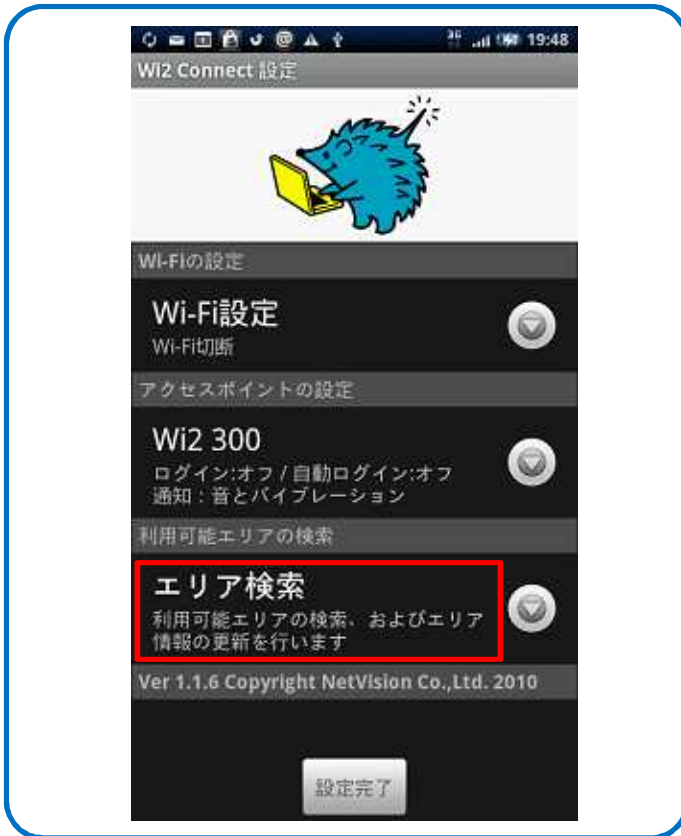 19:48
Wi2 Connect 設定
Wi-Fiの設定
Wi-Fi設定
Wi-Fi切断
アクセスポイントの設定
Wi2 300
ログイン:オフ / 自動ログイン:オフ
通知：音とバイブレーション
利用可能エリアの検索
エリア検索
利用可能エリアの検索、およびエリア
情報の更新を行います
Ver 1.1.6 Copyright NetVision Co.,Ltd. 2010
設定完了